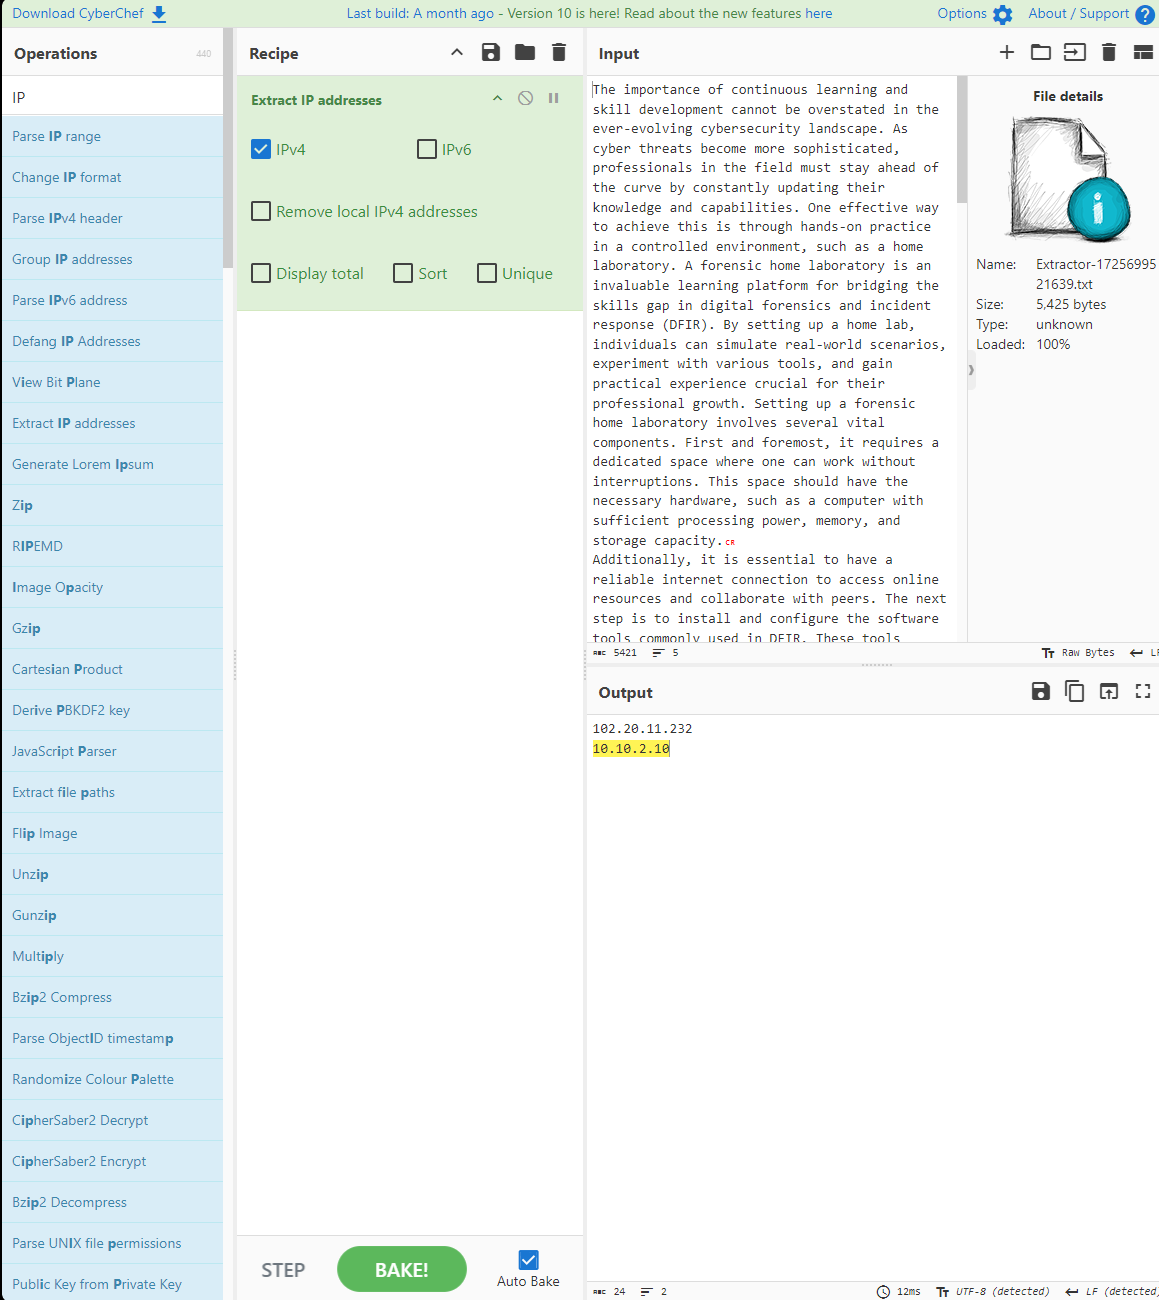 Download CyberChef
Last build: A month ago - Version 10 is here! Read about the new features here
Options
About / Support
Operations
440
IP
Parse IP range
Change IP format
Parse IPv4 header
Group IP addresses
Parse IPv6 address
Defang IP Addresses
View Bit Plane
Extract IP addresses
Generate Lorem Ipsum
Zip
RIPEMD
Image Opacity
Gzip
Cartesian Product
Derive PBKDF2 key
JavaScript Parser
Extract file paths
Flip Image
Unzip
Gunzip
Multiply
Bzip2 Compress
Parse ObjectID timestamp
Randomize Colour Palette
CipherSaber2 Decrypt
CipherSaber2 Encrypt
Bzip2 Decompress
Parse UNIX file permissions
Public Key from Private Key
Recipe
Extract IP addresses
IPv4
IPv6
Remove local IPv4 addresses
Display total
Sort
Unique
STEP
BAKE!
Auto Bake
Input
The importance of continuous learning and
skill development cannot be overstated in the
ever-evolving cybersecurity landscape. As
cyber threats become more sophisticated,
professionals in the field must stay ahead of
the curve by constantly updating their
knowledge and capabilities. One effective way
to achieve this is through hands-on practice
in a controlled environment, such as a home
laboratory. A forensic home laboratory is an
invaluable learning platform for bridging the
skills gap in digital forensics and incident
response (DFIR). By setting up a home lab,
individuals can simulate real-world scenarios,
experiment with various tools, and gain
practical experience crucial for their
professional growth. Setting up a forensic
home laboratory involves several vital
components. First and foremost, it requires a
dedicated space where one can work without
interruptions. This space should have the
necessary hardware, such as a computer with
sufficient processing power, memory, and
storage capacity. CR
Additionally, it is essential to have a
reliable internet connection to access online
resources and collaborate with peers. The next
step is to install and configure the software
tools commonly used in DFIR. These tools
File details
Name: Extractor-17256995
21639.txt
Size: 5,425 bytes
Type: unknown
Loaded: 100%
ABC 5421 5
Raw Bytes LF
Output
102.20.11.232
10.10.2.10
ABC 24 2
12ms UTF-8 (detected) LF (detected)